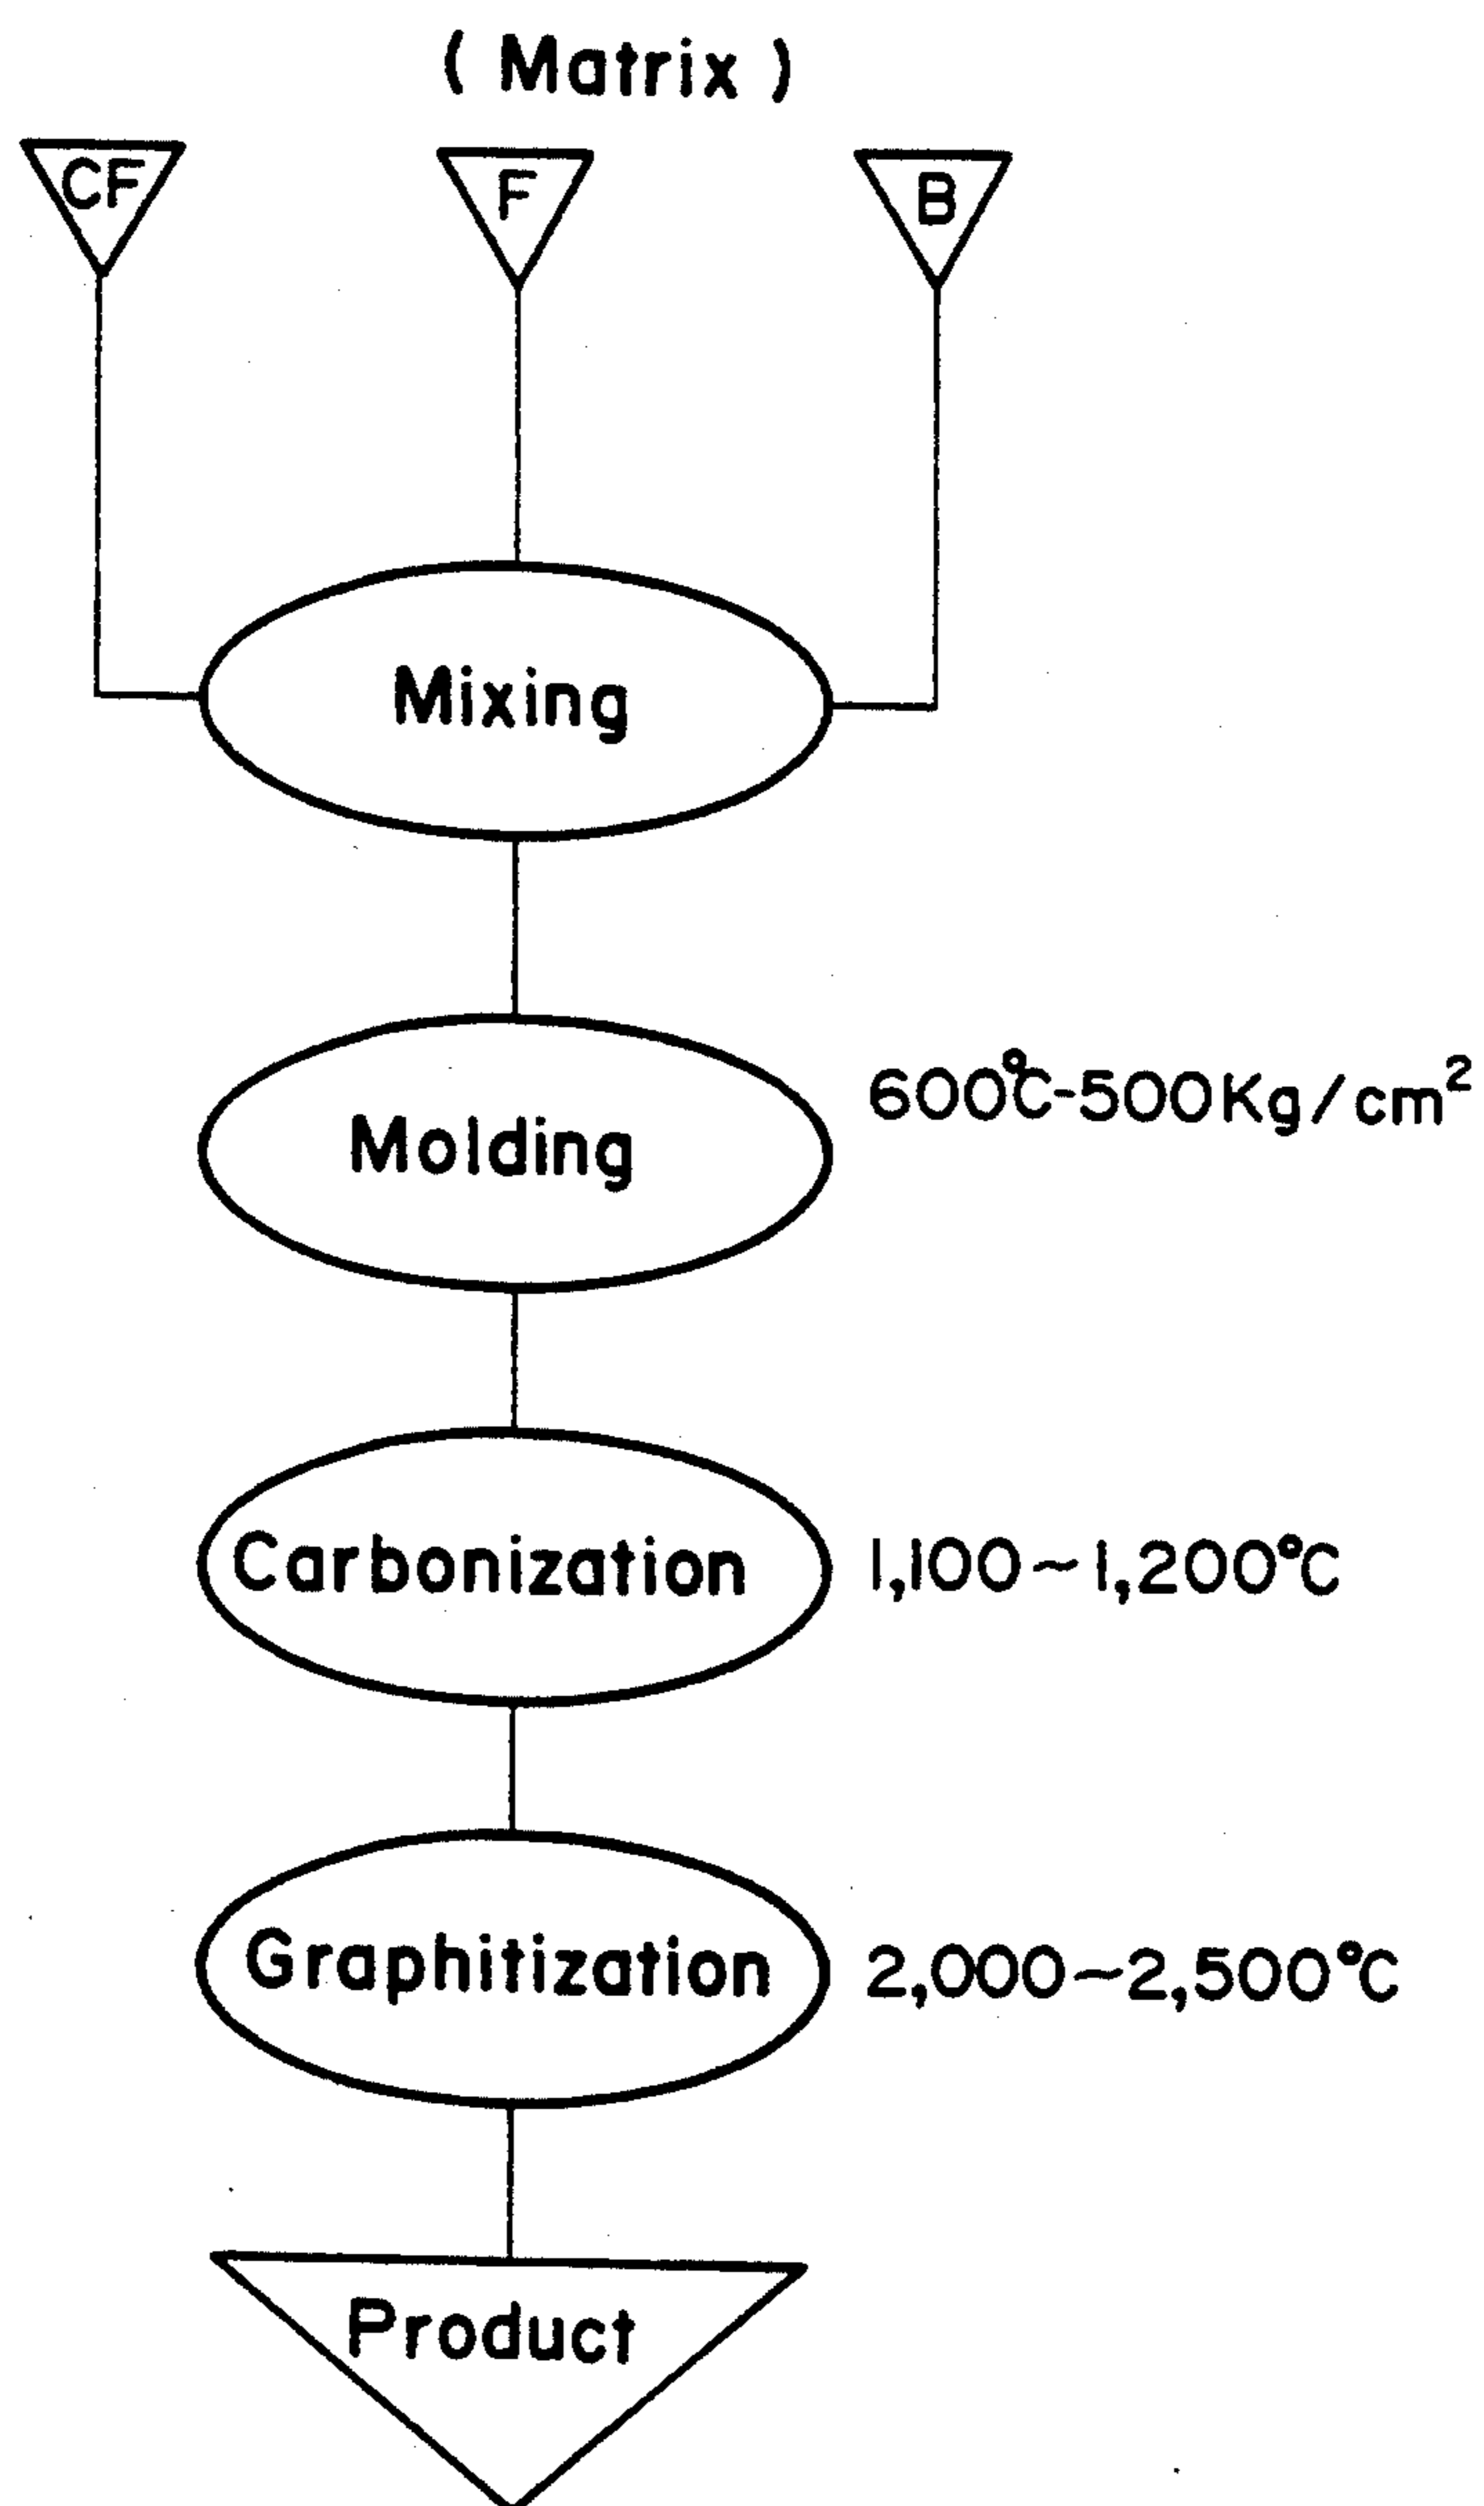 ( Matrix )
CF F B
Mixing
Molding 600°C-500Kg/cm²
Carbonization 1,100~1,200°C
Graphitization 2,000~2,500°C
Product